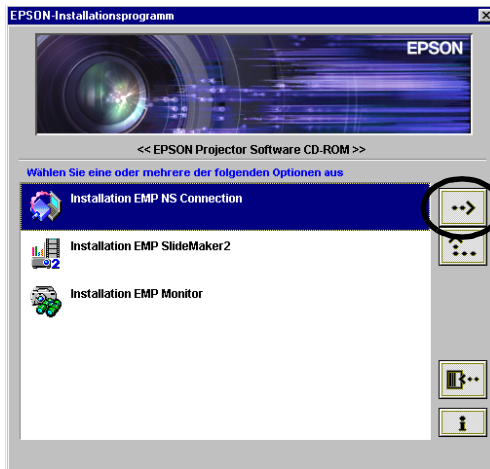 EPSON-Installationsprogramm
EPSON
<< EPSON Projector Software CD-ROM >>
Wählen Sie eine oder mehrere der folgenden Optionen aus
Installation EMP NS Connection
Installation EMP SlideMaker2
Installation EMP Monitor